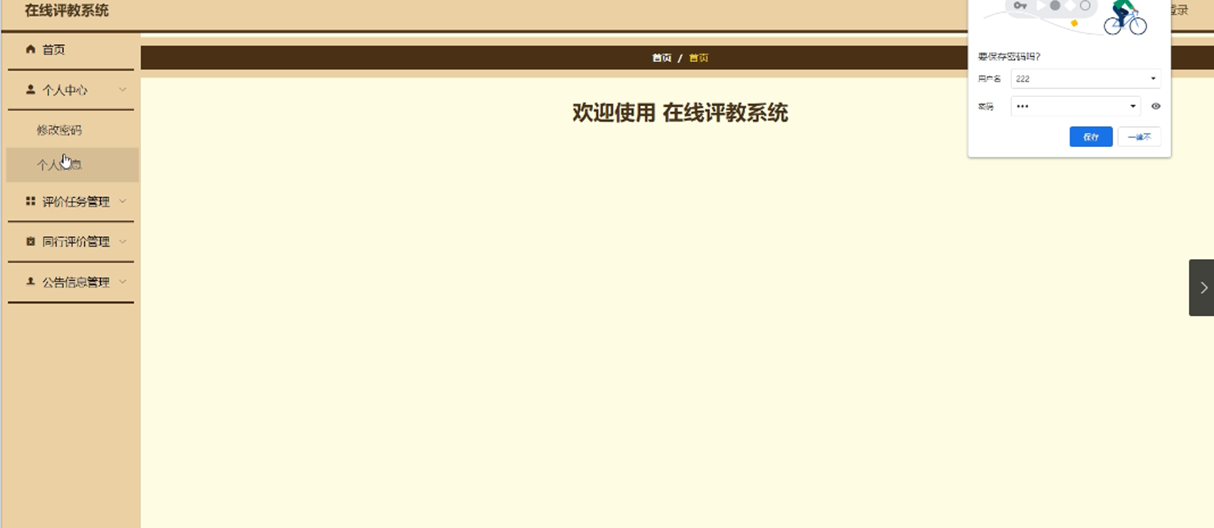 在线评教系统
登录
首页
首页 / 首页
要保存密码吗?
用户名 222
个人中心
欢迎使用 在线评教系统
密码 •••
修改密码
保存 一律不
个人信息
评价任务管理
同行评价管理
公告信息管理